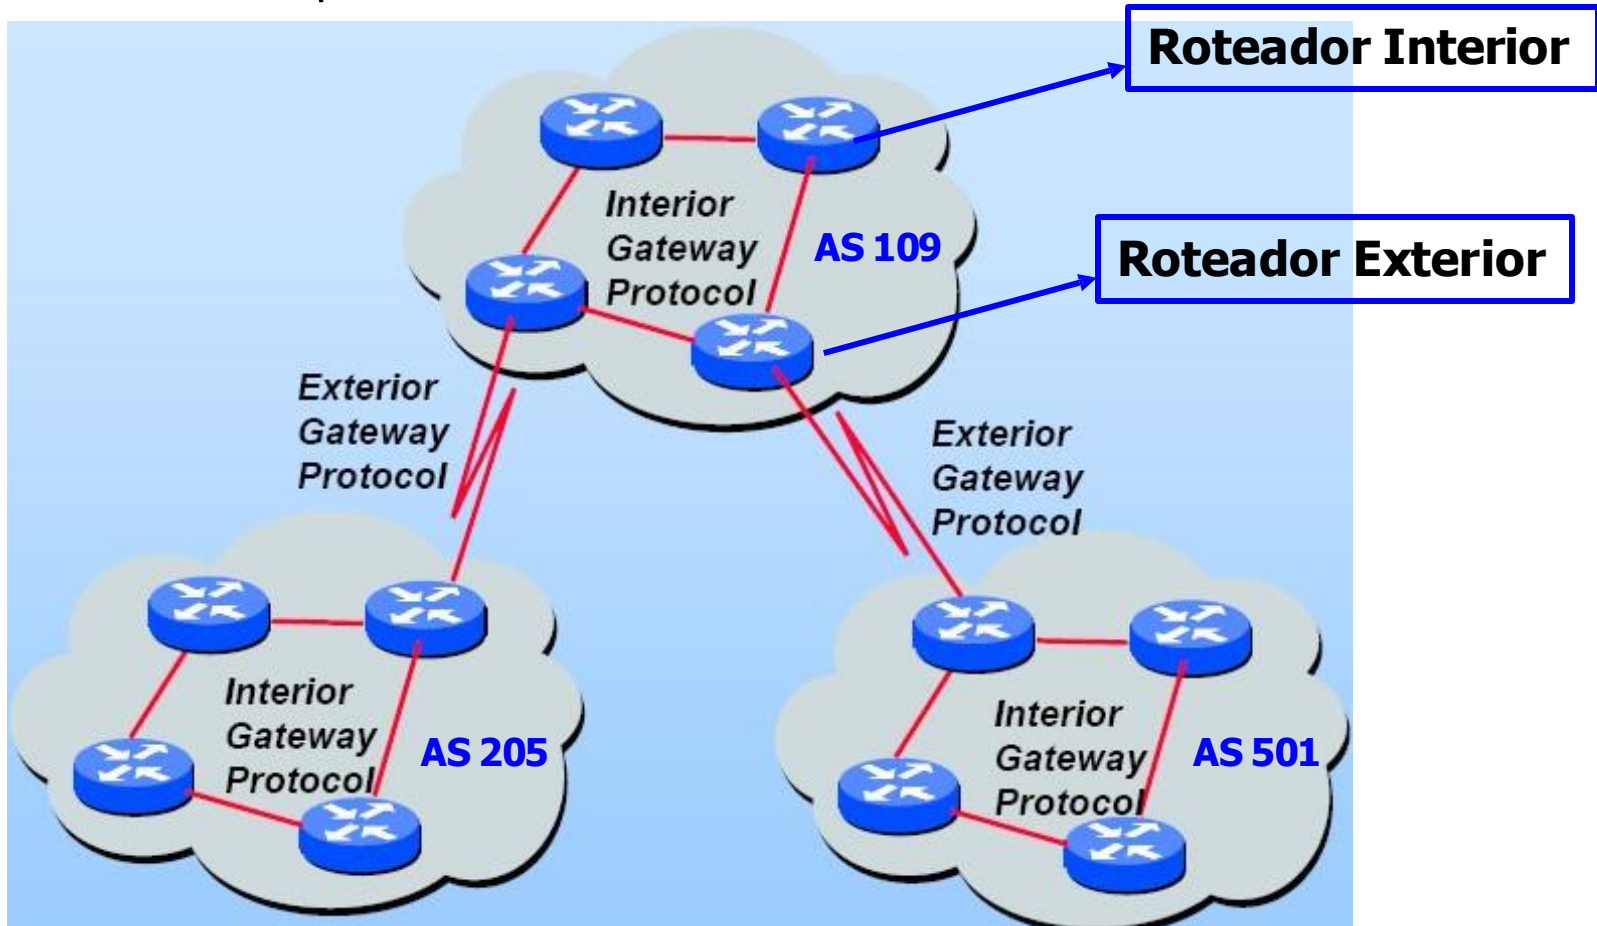 Roteador Interior
Interior
Gateway
Protocol
AS 109
Roteador Exterior
Exterior
Gateway
Protocol
Exterior
Gateway
Protocol
Interior
Gateway
Protocol
AS 205
Interior
Gateway
Protocol
AS 501